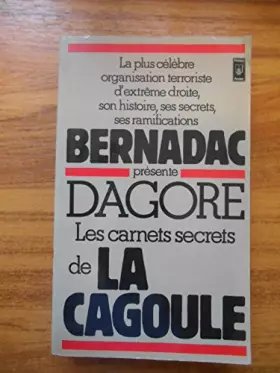 La plus célèbre
organisation terroriste
d'extrême droite,
son histoire, ses secrets,
ses ramifications
BERNADAC
présente
DAGORE
Les carnets secrets
de LA
CAGOULE